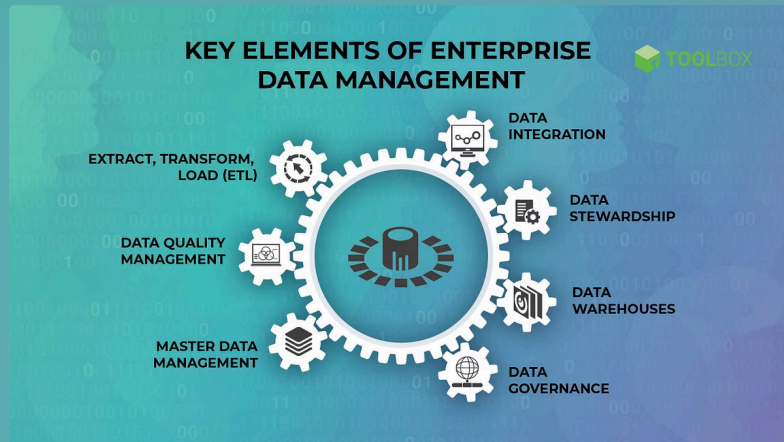 KEY ELEMENTS OF ENTERPRISE
DATA MANAGEMENT
TOOLBOX
DATA
INTEGRATION
EXTRACT, TRANSFORM,
LOAD (ETL)
DATA
STEWARDSHIP
DATA QUALITY
MANAGEMENT
DATA
WAREHOUSES
MASTER DATA
MANAGEMENT
DATA
GOVERNANCE